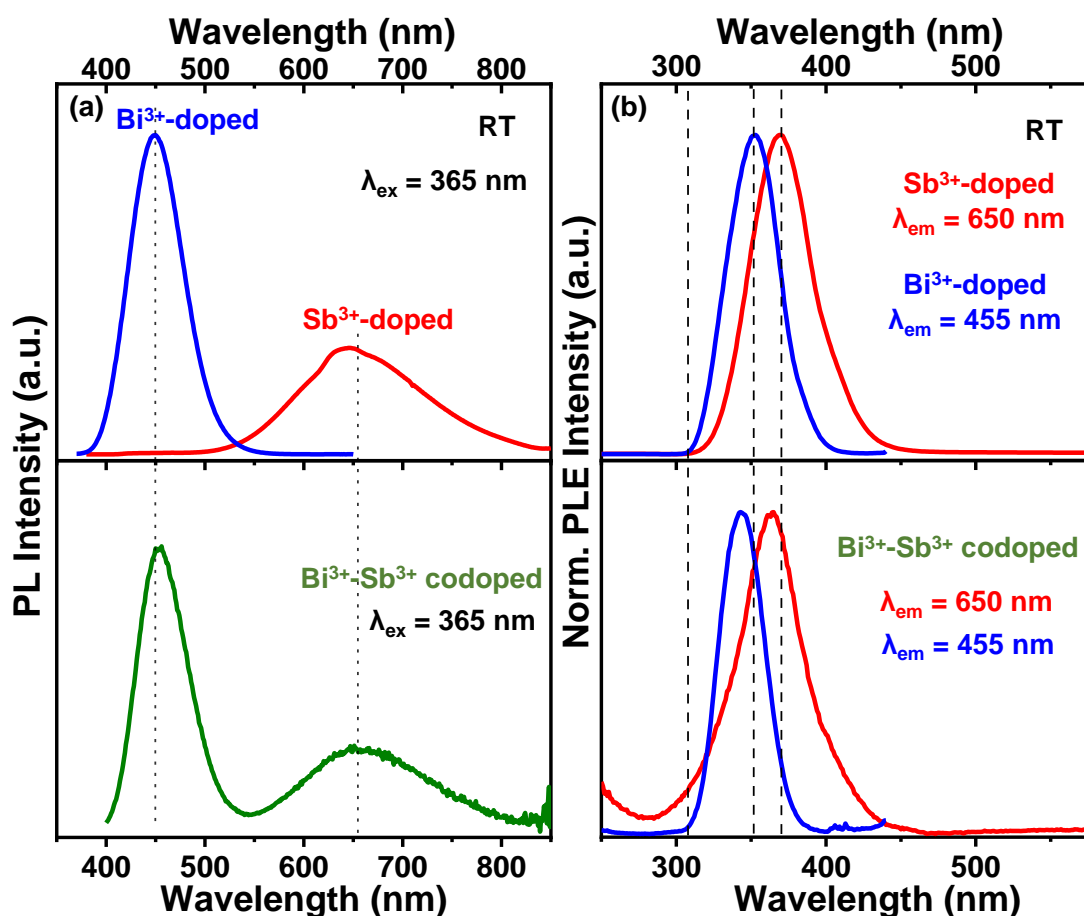 Wavelength (nm)
400 500 600 700 800
(a)
Bi³⁺-doped
RT
λex = 365 nm
Sb³⁺-doped
PL Intensity (a.u.)
Bi³⁺-Sb³⁺ codoped
λex = 365 nm
400 500 600 700 800
Wavelength (nm)
Wavelength (nm)
300 400 500
(b)
RT
Sb³⁺-doped
λem = 650 nm
Bi³⁺-doped
λem = 455 nm
Norm. PLE Intensity (a.u.)
Bi³⁺-Sb³⁺ codoped
λem = 650 nm
λem = 455 nm
300 400 500
Wavelength (nm)